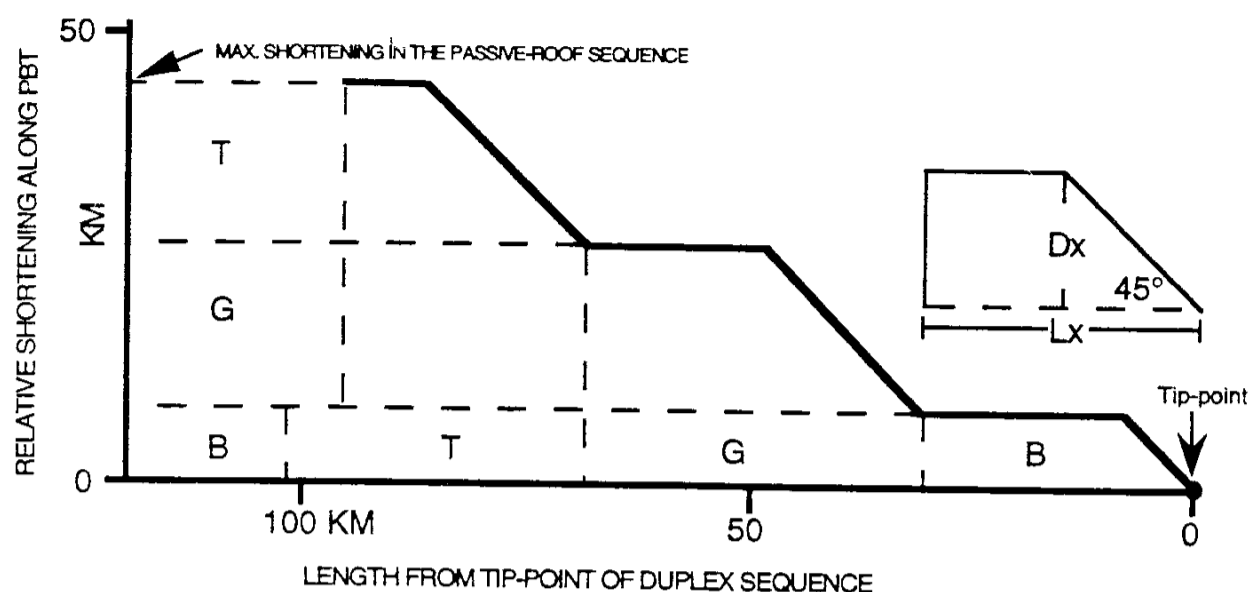 50
MAX. SHORTENING IN THE PASSIVE-ROOF SEQUENCE
RELATIVE SHORTENING ALONG PBT
KM
T
G
B
T
G
B
Dx
45°
Lx
Tip-point
0
100 KM
50
0
LENGTH FROM TIP-POINT OF DUPLEX SEQUENCE